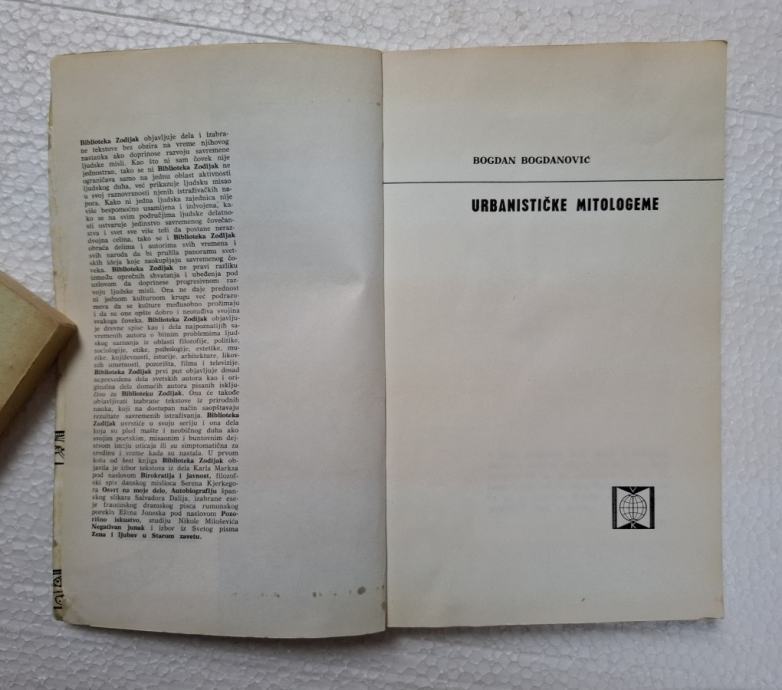 Biblioteka Zodijak objavljuje dela i izabra-
ne tekstove bez obzira na vreme njihovog
nastanka ako doprinose razvoju savremene
ljudske misli. Kao što ni sam čovek nije
jednostran, tako se ni Biblioteka Zodijak ne
ograničava samo na jednu oblast aktivnosti
ljudskog duha, već prikazuje ljudsku misao
u svoj raznovrsnosti njenih istraživačkih na-
pora. Kako ni jedna ljudska zajednica nije
više bespomoćno usamljena i izdvojena, ka-
ko se na svim područjima ljudske delatno-
sti ustvaruje jedinstvo savremenog čovečan-
stva i svet sve više teži da postane neraz-
dvojna celina, tako se i Biblioteka Zodijak
obraća delima i autorima svih vremena i
svih naroda da bi pružila panoramu svet-
skih ideja koje zaokupljaju savremenog čo-
veka. Biblioteka Zodijak ne pravi razliku
između oprečnih shvatanja i ubeđenja pod
uslovom da doprinese progresivnom raz-
voju ljudske misli. Ona ne daje prednost
ni jednom kulturnom krugu već podrazu-
meva da se kulture međusobno prožimaju
i da su one opšte dobro i neotuđiva svojina
svakoga čoveka. Biblioteka Zodijak objavlju-
je drevne spise kao i dela najpoznatijih sa-
vremenih autora o bitnim problemima ljud-
skog saznanja iz oblasti filozofije, politike,
sociologije, etike, psihologije, estetike, mu-
zike, književnosti, istorije, arhitekture, likov-
nih umetnosti, pozorišta, filma i televizije.
Biblioteka Zodijak prvi put objavljuje dosad
neprevedena dela svetskih autora kao i ori-
ginalna dela domaćih autora pisanih isklju-
čivo za Biblioteku Zodijak. Ona će takođe
objavljivati izabrane tekstove iz prirodnih
nauka, koji na dostupan način saopštavaju
rezultate savremenih istraživanja. Biblioteka
Zodijak uvrstiće u svoju seriju i ona dela
koja su plod mašte i neobičnog duha ako
svojim poetskim, misaonim i buntovnim dej-
stvom imaju uticaja ili su simptomatična za
sredinu i vreme kada su nastala. U prvom
kolu od šest knjiga Biblioteka Zodijak ob-
javila je izbor tekstova iz dela Karla Marksa
pod naslovom Birokratija i javnost, filozof-
ski spis danskog mislioca Serena Kjerkego-
ra Osvrt na moje delo, Autobiografiju špan-
skog slikara Salvadora Dalija, izabrane ese-
je francuskog dramskog pisca rumunskog
porekla Ežena Joneska pod naslovom Pozo-
rišno iskustvo, studiju Nikole Miloševića
Negativan junak i izbor iz Svetog pisma
Žena i ljubav u Starom zavetu.
BOGDAN BOGDANOVIĆ
URBANISTIČKE MITOLOGEME
V
K